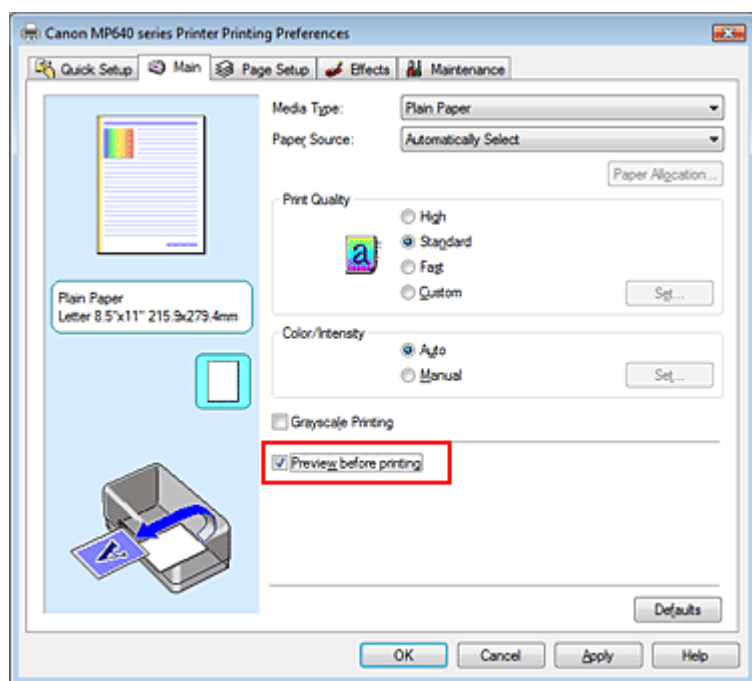 Canon MP640 series Printer Printing Preferences
Quick Setup Main Page Setup Effects Maintenance
Media Type: Plain Paper
Paper Source: Automatically Select
Paper Allocation...
Print Quality
High
a Standard
Fast
Custom Set...
Plain Paper
Letter 8.5"x11" 215.9x279.4mm
Color/Intensity
Auto
Manual Set...
Grayscale Printing
Preview before printing
A
Defaults
OK Cancel Apply Help